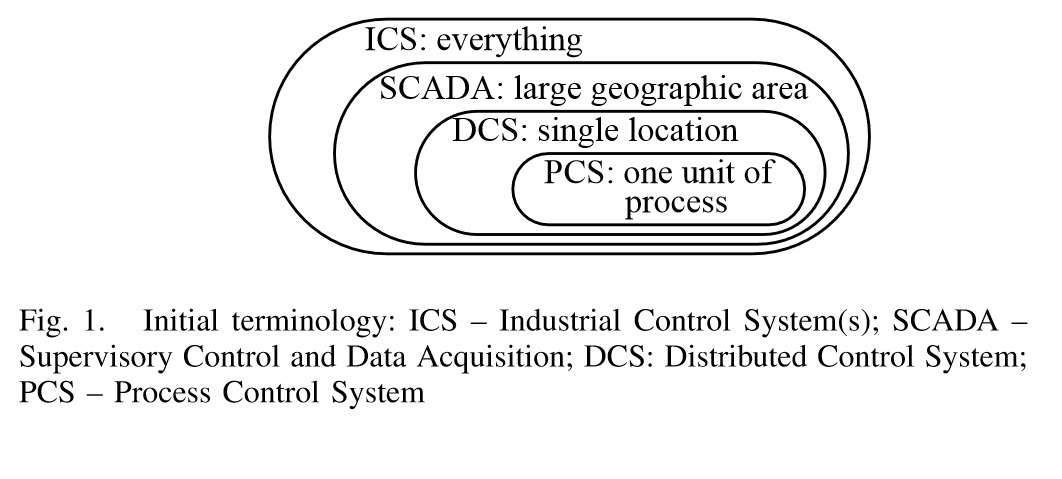 ICS: everything
SCADA: large geographic area
DCS: single location
PCS: one unit of
process
Fig. 1. Initial terminology: ICS – Industrial Control System(s); SCADA –
Supervisory Control and Data Acquisition; DCS: Distributed Control System;
PCS – Process Control System